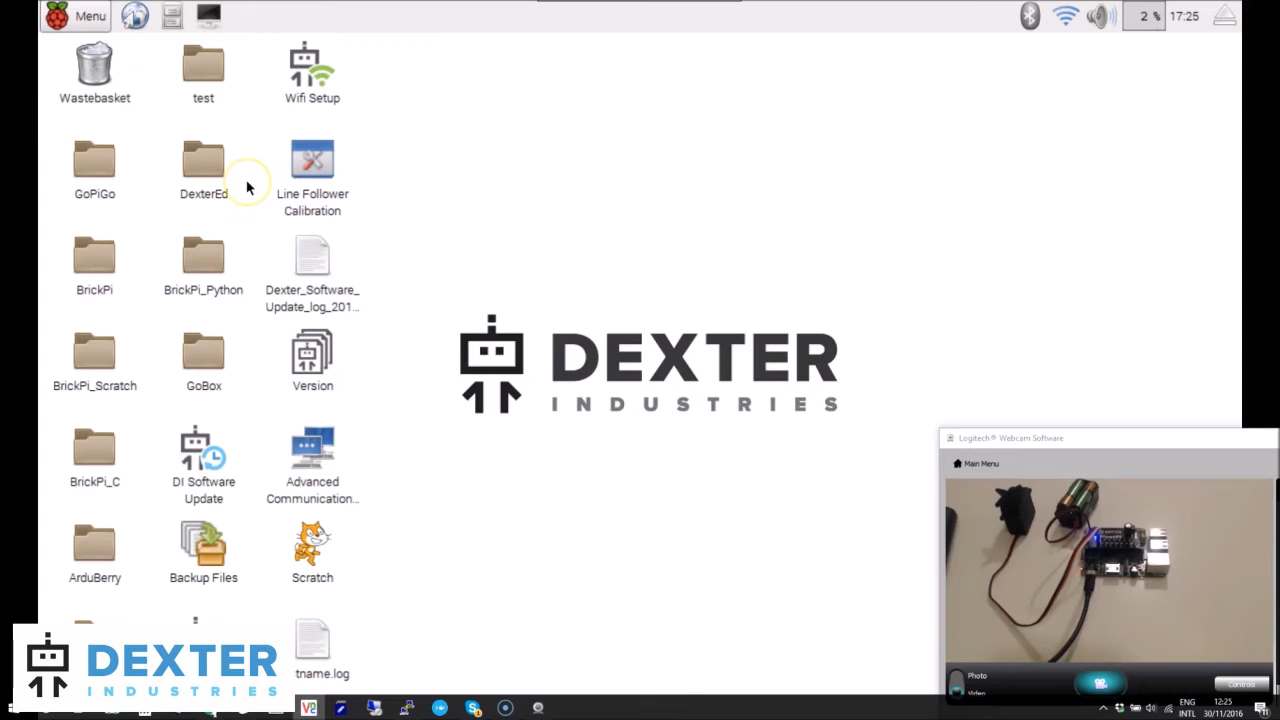 Menu
2 %
17:25
Wastebasket
test
Wifi Setup
GoPiGo
DexterEd
Line Follower
Calibration
BrickPi
BrickPi_Python
Dexter_Software_
Update_log_201...
BrickPi_Scratch
GoBox
Version
DEXTER
INDUSTRIES
BrickPi_C
DI Software
Update
Advanced
Communication...
ArduBerry
Backup Files
Scratch
tname.log
DEXTER
INDUSTRIES
Logitech® Webcam Software
Main Menu
Photo
Video
Controls
ENG
INTL
12:25
30/11/2016